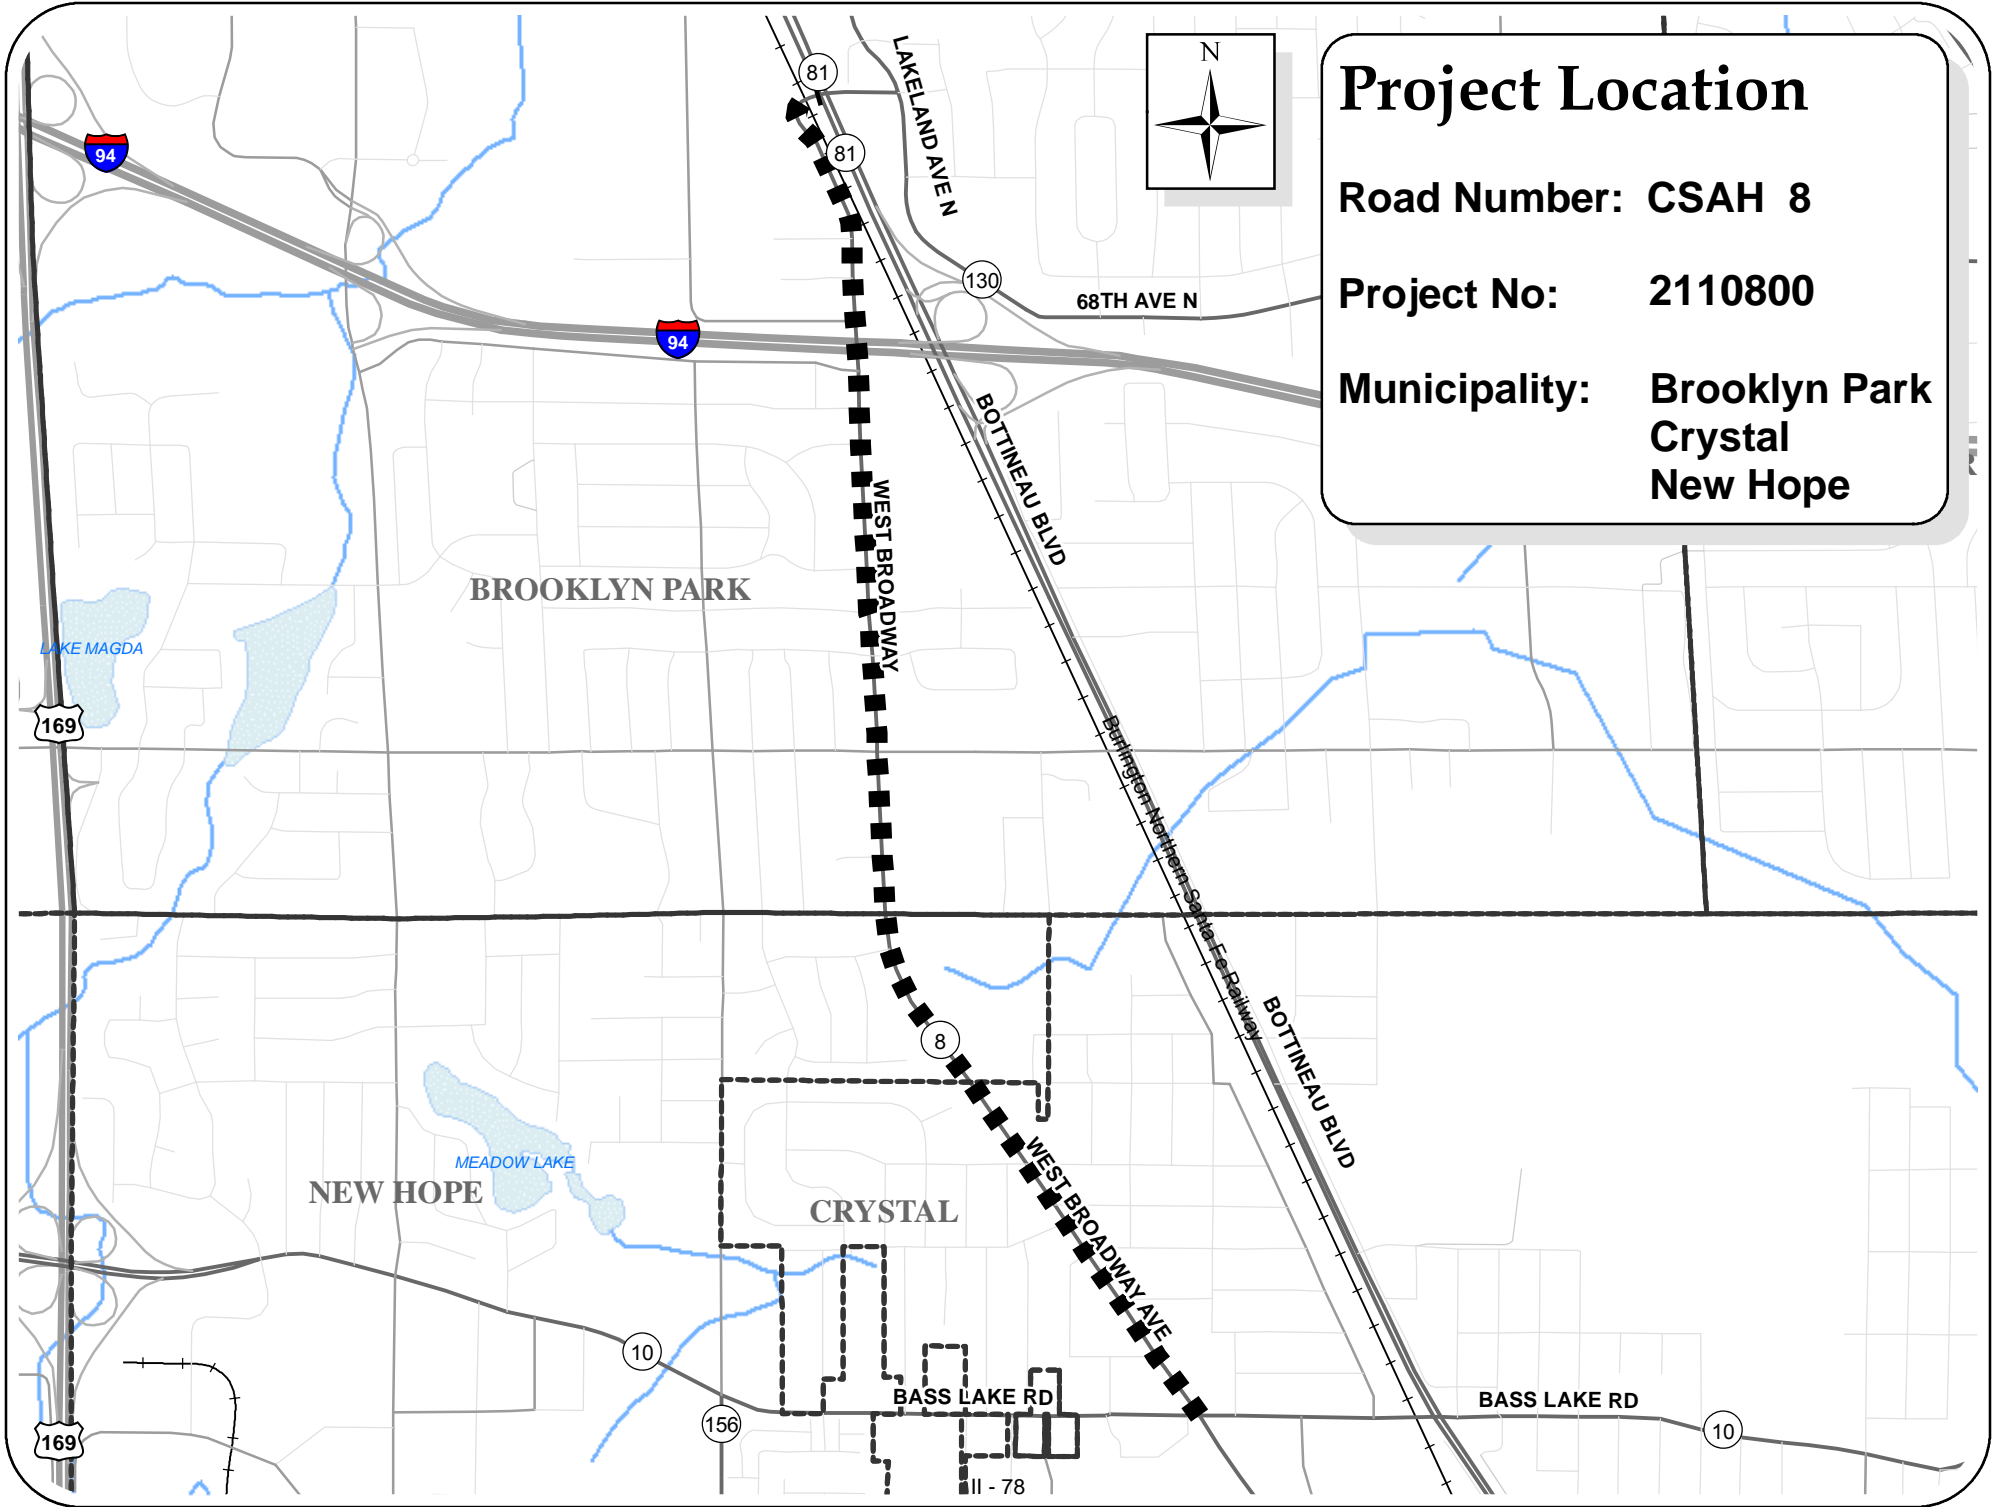 81
LAKELAND AVE N
N
Project Location
Road Number: CSAH 8
Project No: 2110800
Municipality: Brooklyn Park
Crystal
New Hope
94
81
130
68TH AVE N
94
BOTTINEAU BLVD
WEST BROADWAY
BROOKLYN PARK
LAKE MAGDA
169
Burlington Northern Santa Fe Railway
8
BOTTINEAU BLVD
MEADOW LAKE
NEW HOPE
CRYSTAL
WEST BROADWAY AVE
10
BASS LAKE RD
BASS LAKE RD
156
10
169
II - 78